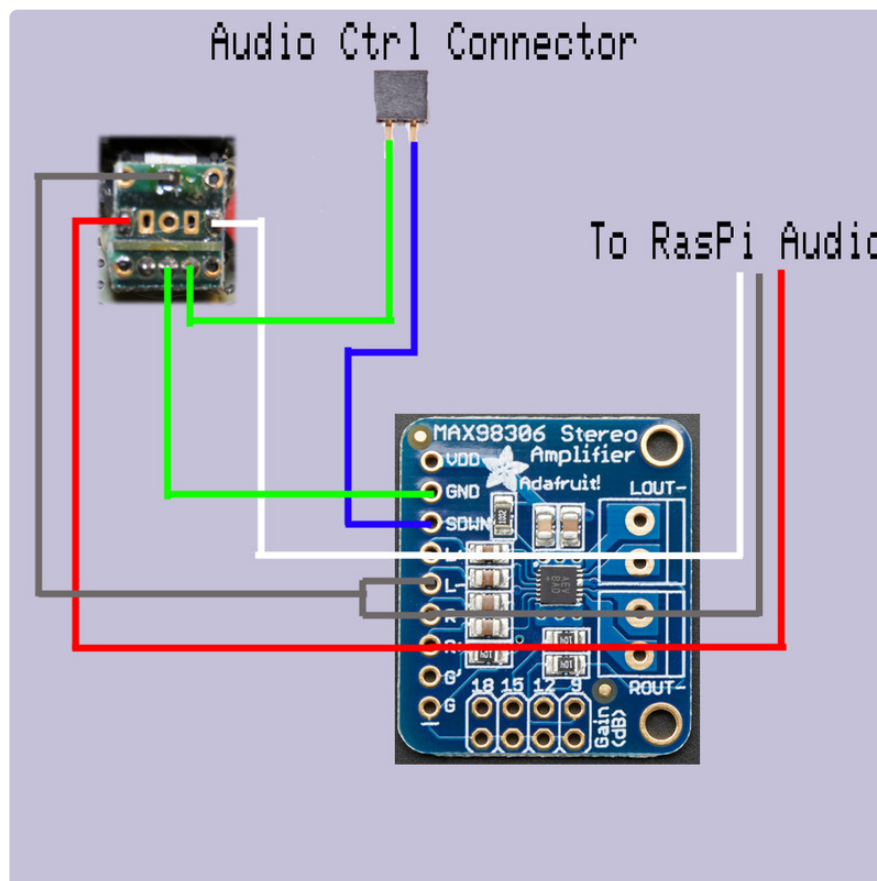 Audio Ctrl Connector
To RasPi Audio
MAX98306 Stereo
Amplifier
VDD
Adafruit!
GND
LOUT-
SDWN
L-
R
G'
G
18 15 12 9
ROUT-
Gain
(dB)